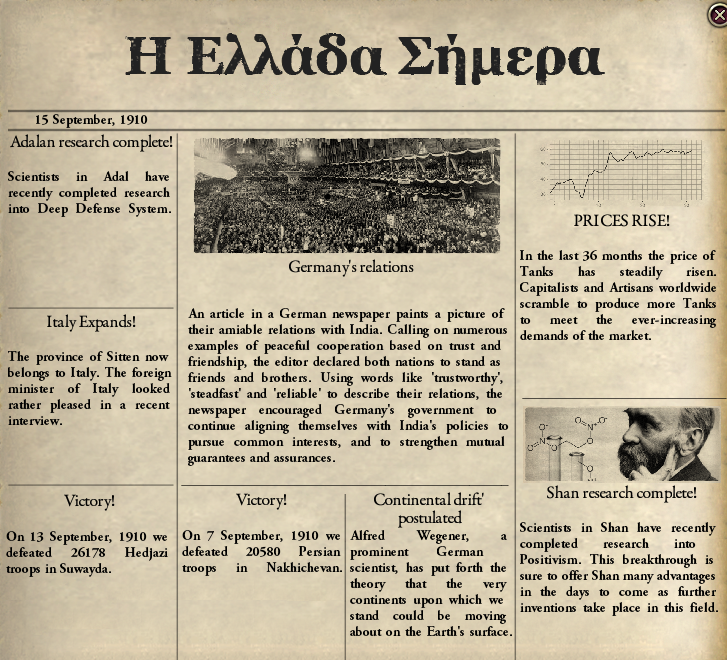 Η Ελλάδα Σήμερα
15 September, 1910
Adalan research complete!
Scientists in Adal have
recently completed research
into Deep Defense System.
Italy Expands!
The province of Sitten now
belongs to Italy. The foreign
minister of Italy looked
rather pleased in a recent
interview.
Victory!
On 13 September, 1910 we
defeated 26178 Hedjazi
troops in Suwayda.
Germany's relations
An article in a German newspaper paints a picture of
their amiable relations with India. Calling on numerous
examples of peaceful cooperation based on trust and
friendship, the editor declared both nations to stand as
friends and brothers. Using words like 'trustworthy',
'steadfast' and 'reliable' to describe their relations, the
newspaper encouraged Germany's government to
continue aligning themselves with India's policies to
pursue common interests, and to strengthen mutual
guarantees and assurances.
Victory!
On 7 September, 1910 we
defeated 20580 Persian
troops in Nakhichevan.
Continental drift'
postulated
Alfred Wegener, a
prominent German
scientist, has put forth the
theory that the very
continents upon which we
stand could be moving
about on the Earth's surface.
PRICES RISE!
In the last 36 months the price of
Tanks has steadily risen.
Capitalists and Artisans worldwide
scramble to produce more Tanks
to meet the ever-increasing
demands of the market.
Shan research complete!
Scientists in Shan have recently
completed research into
Positivism. This breakthrough is
sure to offer Shan many advantages
in the days to come as further
inventions take place in this field.